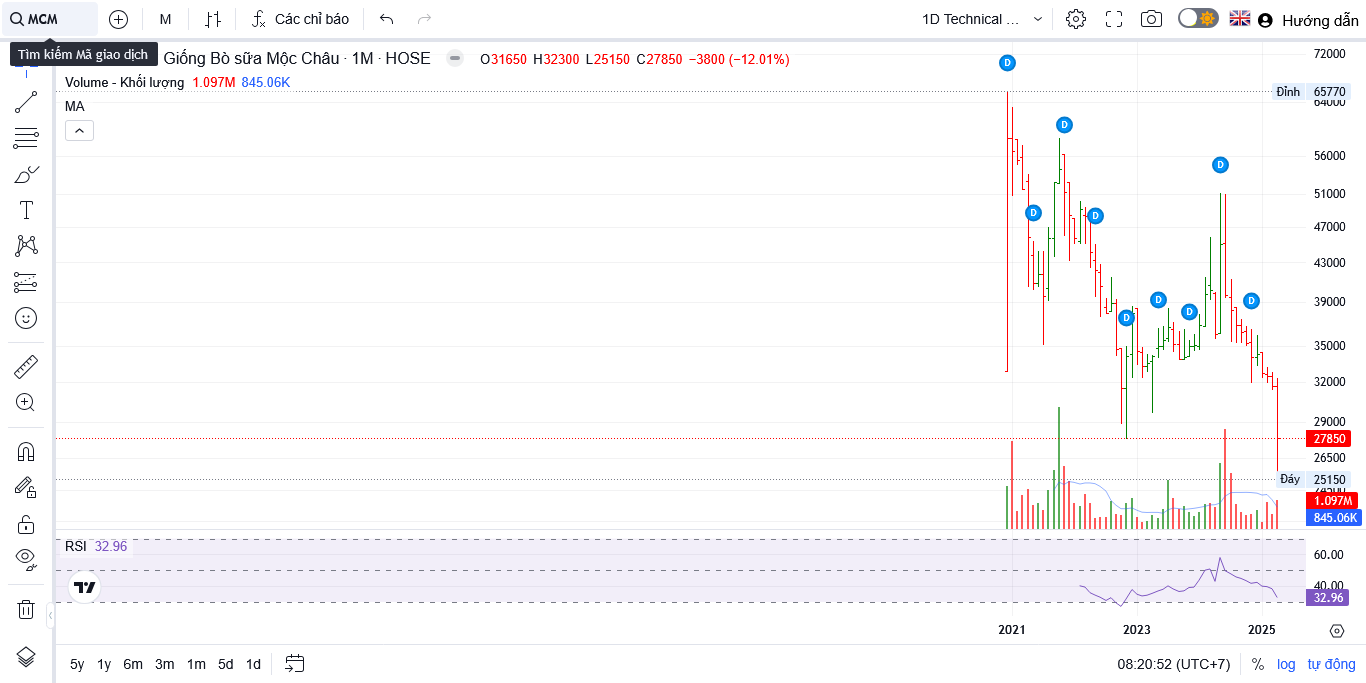 MCM M Các chỉ báo 1D Technical ... Hướng dẫn
Tìm kiếm Mã giao dịch Giống Bò sữa Mộc Châu · 1M · HOSE O31650 H32300 L25150 C27850 −3800 (−12.01%)
Volume - Khối lượng 1.097M 845.06K
MA
72000
Đỉnh 65770
64000
56000
51000
47000
43000
39000
35000
32000
29000
27850
26500
Đáy 25150
1.097M
845.06K
D
D
D
D
D
D
D
D
D
RSI 32.96
60.00
40.00
32.96
2021 2023 2025
5y 1y 6m 3m 1m 5d 1d 08:20:52 (UTC+7) % log tự động